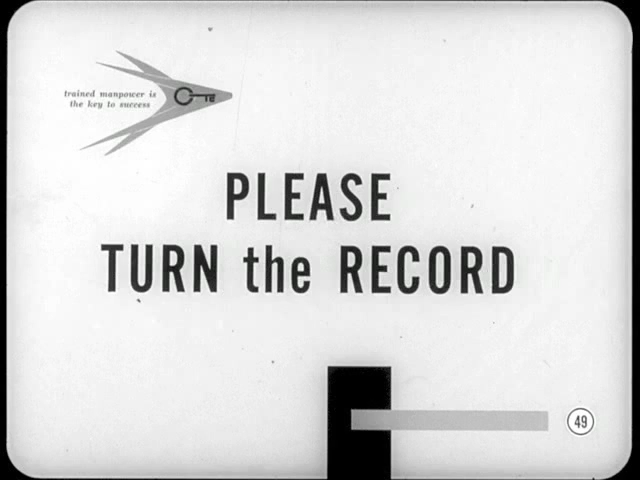 trained manpower is
the key to success
PLEASE
TURN the RECORD
49